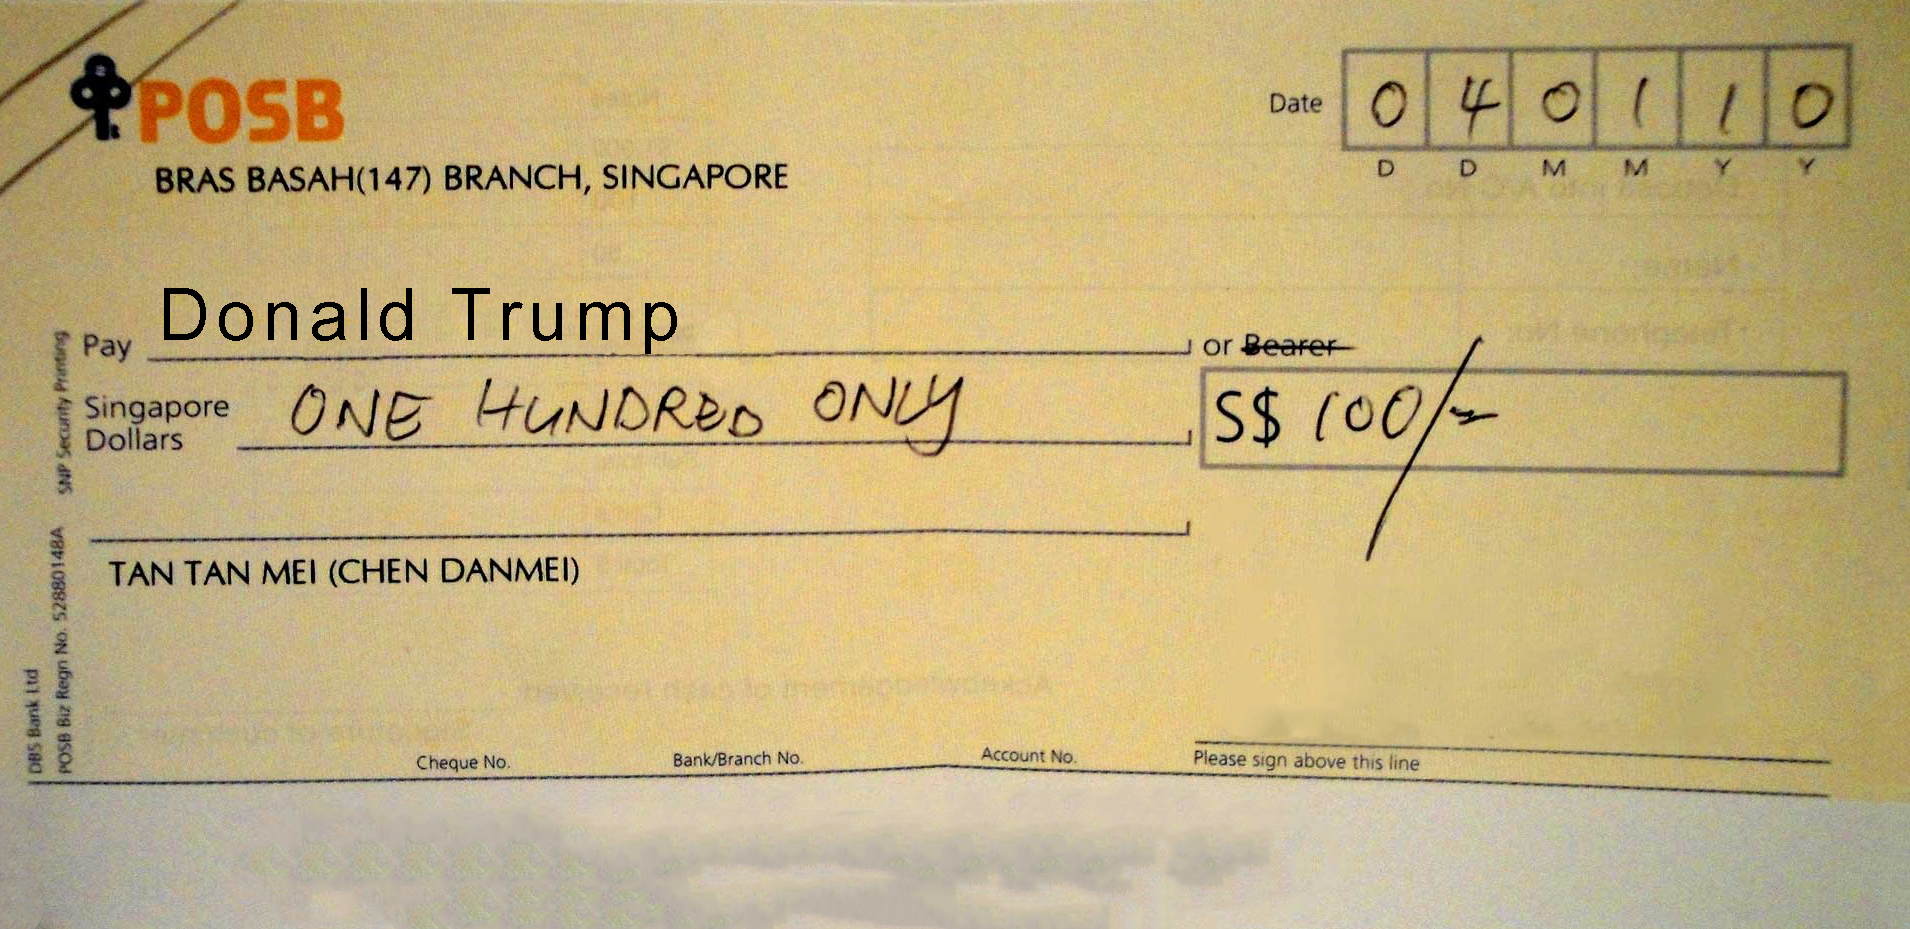 POSB
BRAS BASAH(147) BRANCH, SINGAPORE
Date 0 4 0 1 1 0
D D M M Y Y
Pay Donald Trump or Bearer
Singapore Dollars ONE HUNDRED ONLY S$ 100/=
TAN TAN MEI (CHEN DANMEI)
Cheque No. Bank/Branch No. Account No. Please sign above this line
DBS Bank Ltd
POSB Biz Regn No. 52880148A SNP Security Printing